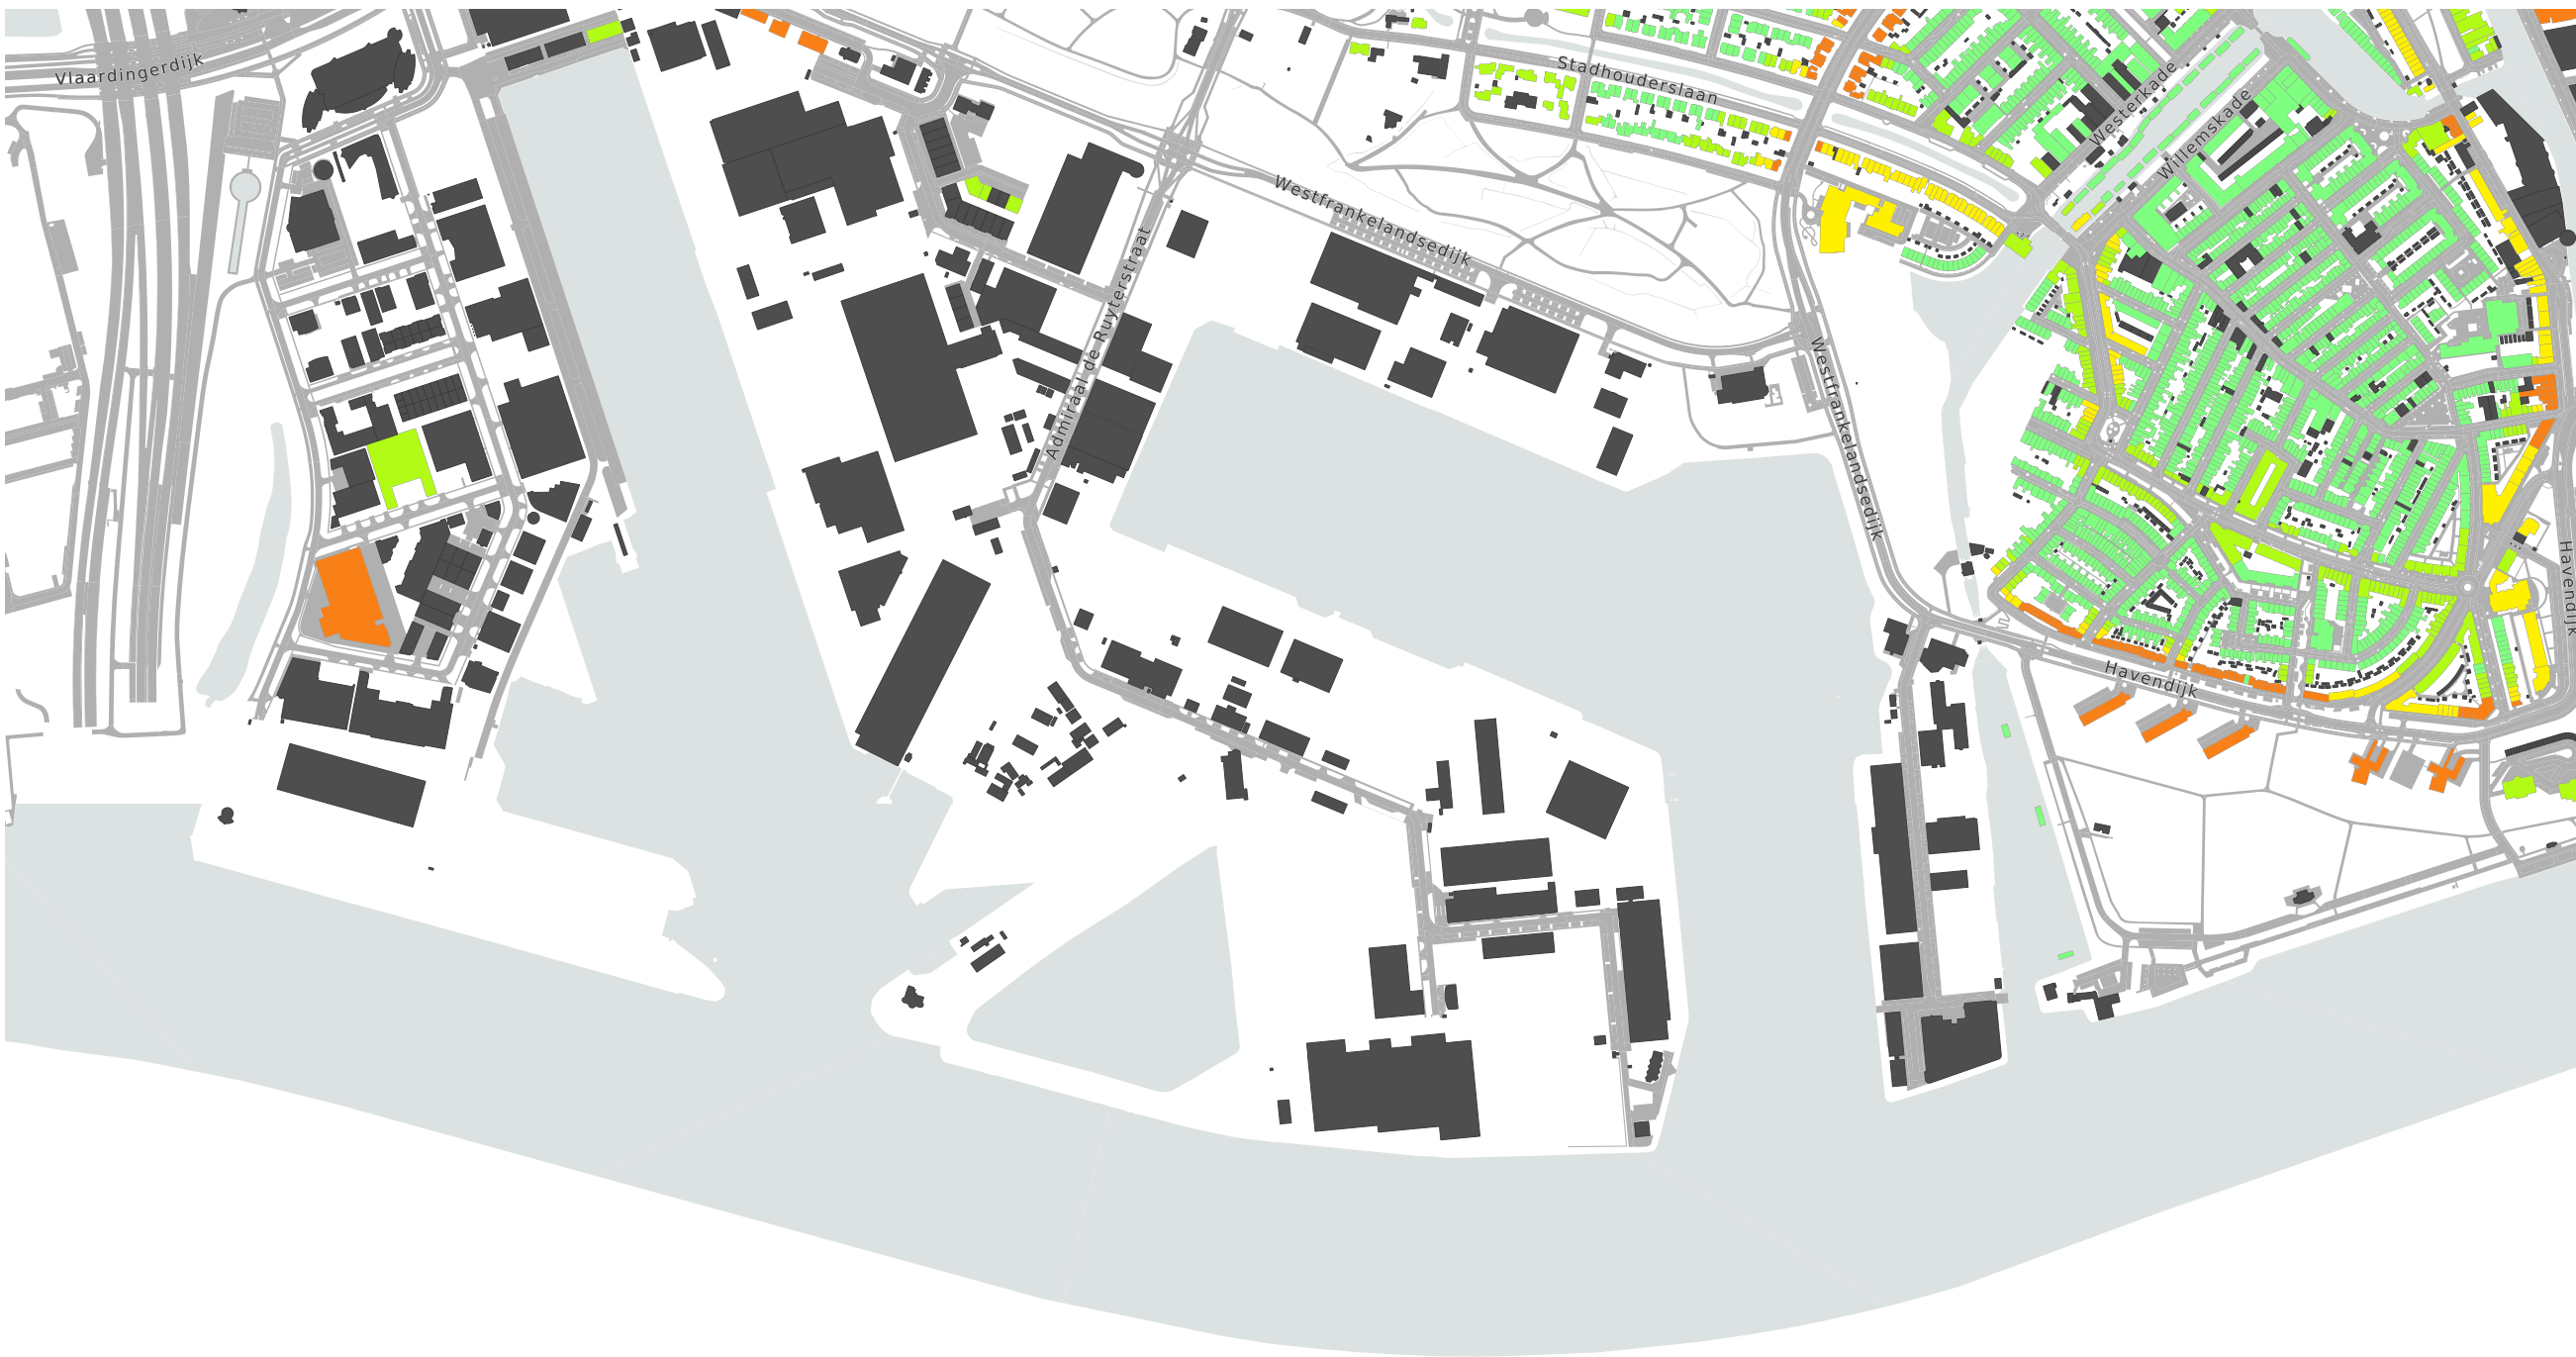 Vlaardingerdijk
Stadhouderslaan
Westerkade
Willemskade
Westfrankelandsedijk
Admiraal de Ruyterstraat
Westfrankelandsedijk
Havendijk
Havendijk